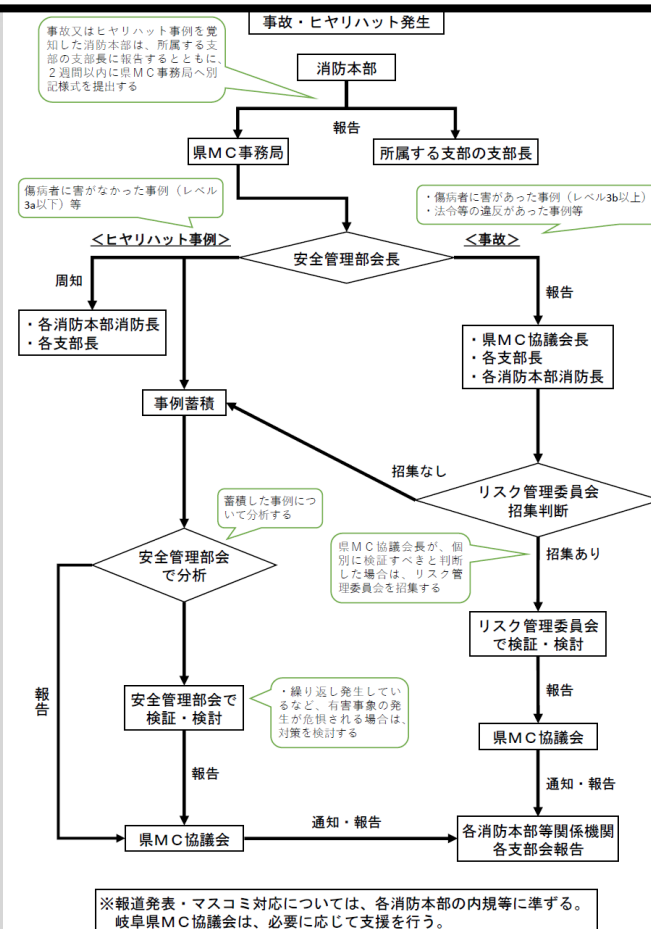 事故・ヒヤリハット発生
事故又はヒヤリハット事例を覚
知した消防本部は、所属する支
部の支部長に報告するとともに、
２週間以内に県ＭＣ事務局へ別
記様式を提出する
消防本部
報告
県ＭＣ事務局
所属する支部の支部長
傷病者に害がなかった事例（レベル
3a以下）等
・傷病者に害があった事例（レベル3b以上）
・法令等の違反があった事例等
＜ヒヤリハット事例＞
安全管理部会長
＜事故＞
周知
報告
・各消防本部消防長
・各支部長
・県ＭＣ協議会長
・各支部長
・各消防本部消防長
事例蓄積
招集なし
リスク管理委員会
招集判断
蓄積した事例につ
いて分析する
安全管理部会
で分析
県ＭＣ協議会長が、個
別に検証すべきと判断
した場合は、リスク管
理委員会を招集する
招集あり
リスク管理委員会
で検証・検討
報告
安全管理部会で
検証・検討
・繰り返し発生してい
るなど、有害事象の発
生が危惧される場合は、
対策を検討する
報告
県ＭＣ協議会
報告
通知・報告
県ＭＣ協議会
通知・報告
各消防本部等関係機関
各支部会報告
※報道発表・マスコミ対応については、各消防本部の内規等に準ずる。
岐阜県ＭＣ協議会は、必要に応じて支援を行う。